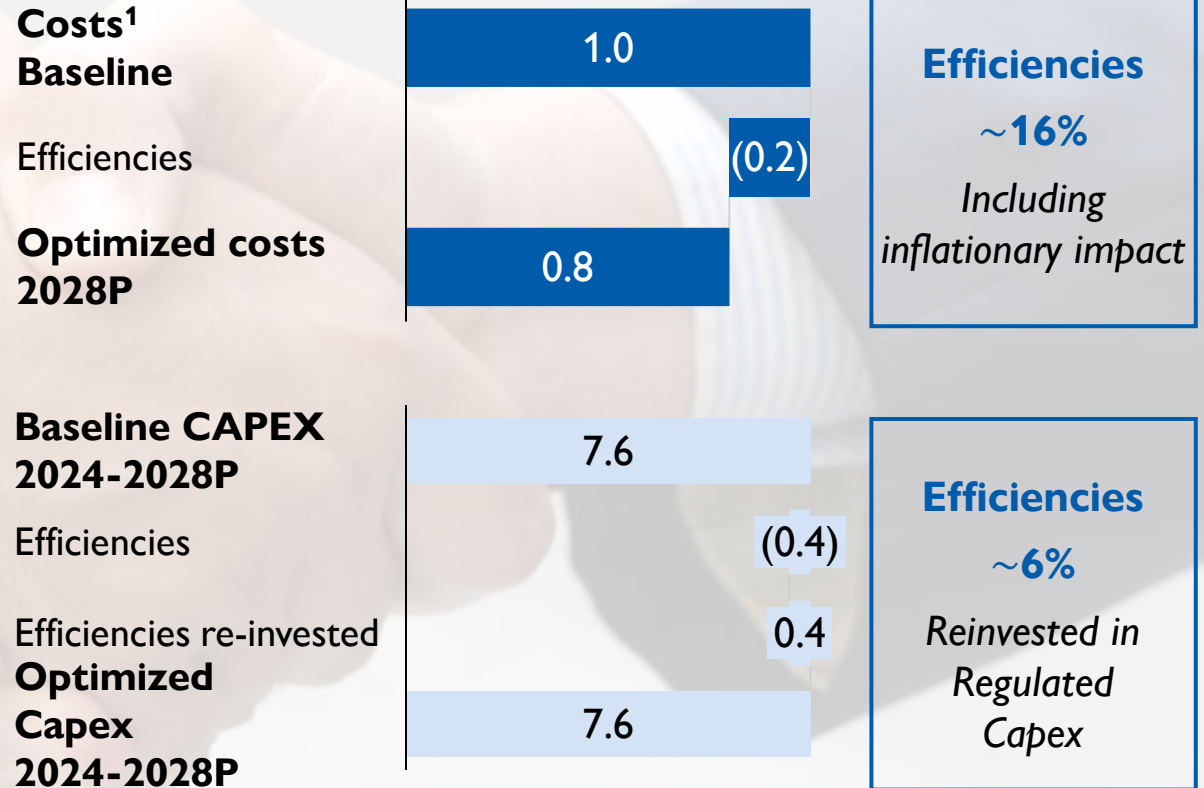 Costs¹
Baseline
1.0
Efficiencies
(0.2)
Optimized costs
2028P
0.8
Efficiencies
~16%
Including
inflationary impact
Baseline CAPEX
2024-2028P
7.6
Efficiencies
(0.4)
Efficiencies re-invested
0.4
Optimized
Capex
2024-2028P
7.6
Efficiencies
~6%
Reinvested in
Regulated
Capex